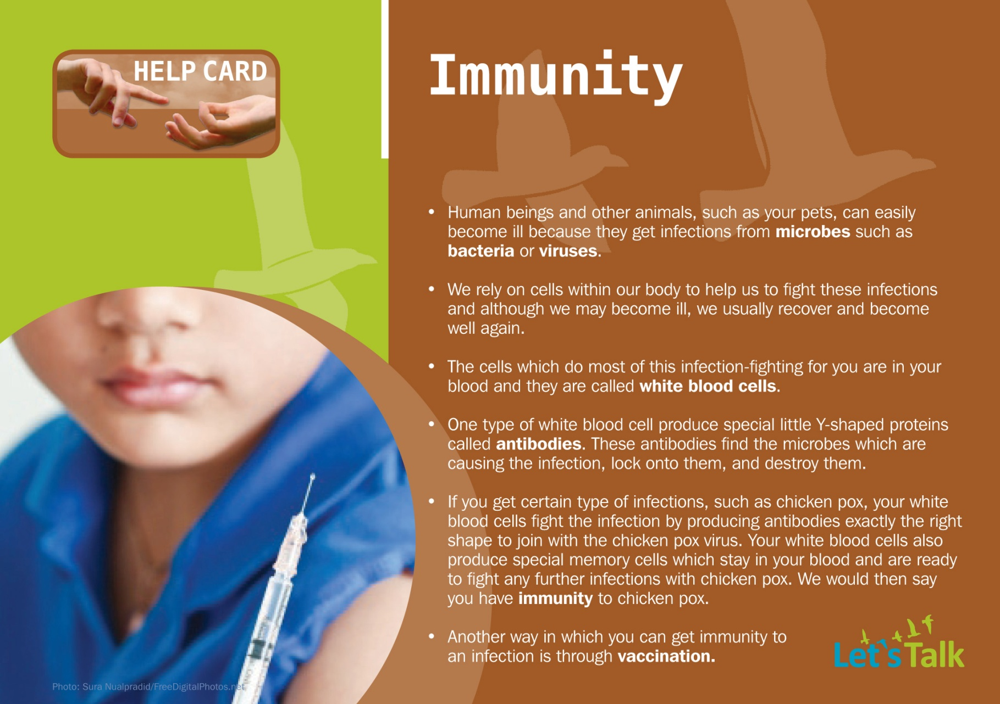 HELP CARD
Immunity
• Human beings and other animals, such as your pets, can easily
become ill because they get infections from microbes such as
bacteria or viruses.
• We rely on cells within our body to help us to fight these infections
and although we may become ill, we usually recover and become
well again.
• The cells which do most of this infection-fighting for you are in your
blood and they are called white blood cells.
• One type of white blood cell produce special little Y-shaped proteins
called antibodies. These antibodies find the microbes which are
causing the infection, lock onto them, and destroy them.
• If you get certain type of infections, such as chicken pox, your white
blood cells fight the infection by producing antibodies exactly the right
shape to join with the chicken pox virus. Your white blood cells also
produce special memory cells which stay in your blood and are ready
to fight any further infections with chicken pox. We would then say
you have immunity to chicken pox.
• Another way in which you can get immunity to
an infection is through vaccination.
Let's Talk
Photo: Sura Nualpradid/FreeDigitalPhotos.net